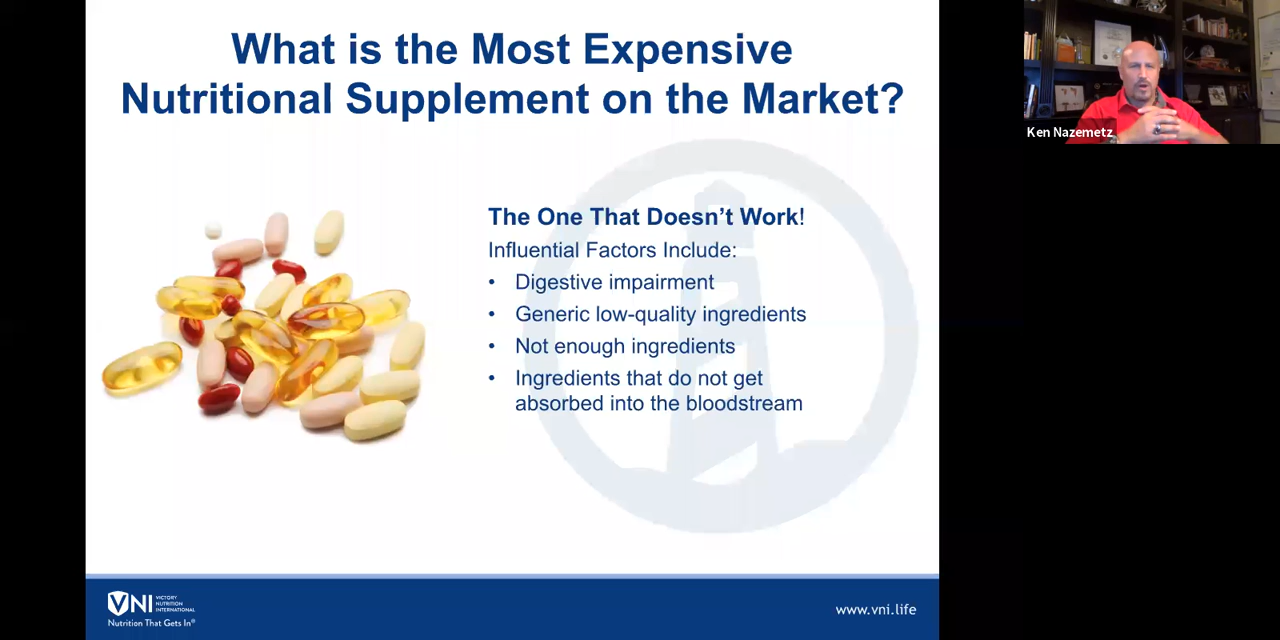 What is the Most Expensive
Nutritional Supplement on the Market?
The One That Doesn't Work!
Influential Factors Include:
• Digestive impairment
• Generic low-quality ingredients
• Not enough ingredients
• Ingredients that do not get
absorbed into the bloodstream
Ken Nazemetz
VNI
VICTORY
NUTRITION
INTERNATIONAL
Nutrition That Gets In®
www.vni.life